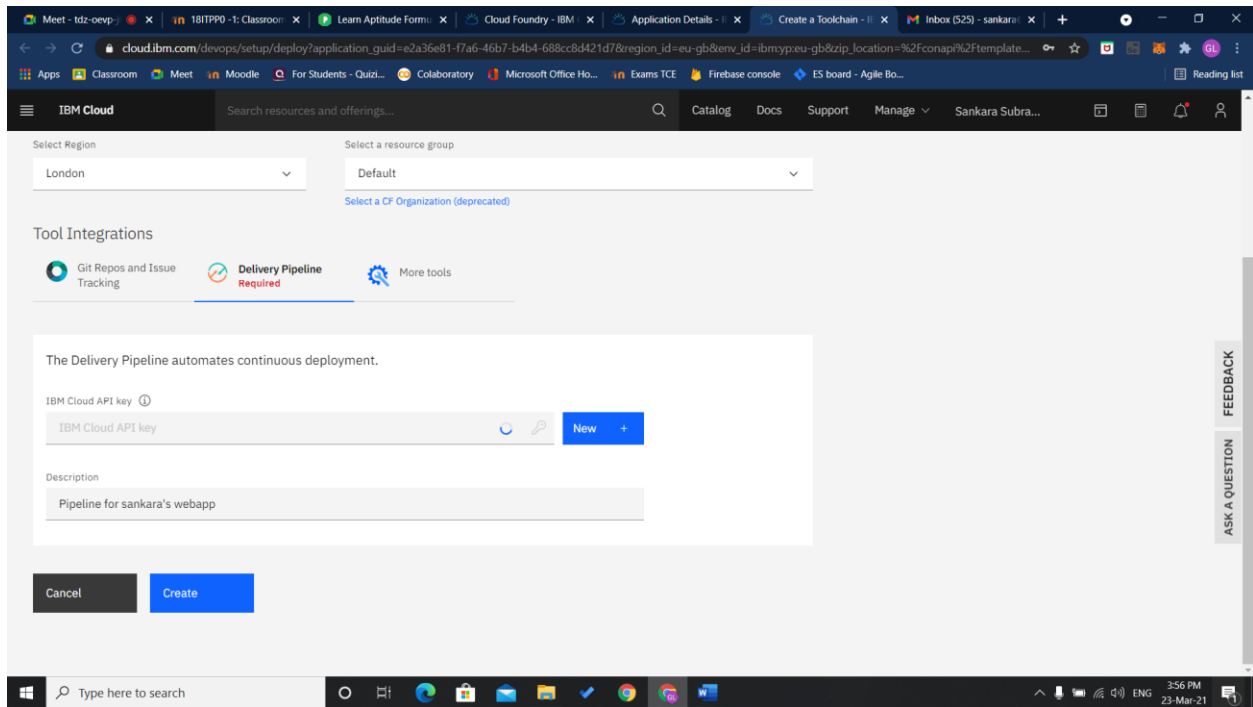 Meet - tdz-oevp-j
18ITPP0 -1: Classroom
Learn Aptitude Formu
Cloud Foundry - IBM
Application Details - I
Create a Toolchain - I
Inbox (525) - sankara
cloud.ibm.com/devops/setup/deploy?application_guid=e2a36e81-f7a6-46b7-b4b4-688cc8d421d7&region_id=eu-gb&env_id=ibm:yp:eu-gb&zip_location=%2Fconapi%2Ftemplate...
GL
Apps
Classroom
Meet
Moodle
For Students - Quizi...
Colaboratory
Microsoft Office Ho...
Exams TCE
Firebase console
ES board - Agile Bo...
Reading list
IBM Cloud
Search resources and offerings...
Catalog
Docs
Support
Manage
Sankara Subra...
Select Region
Select a resource group
London
Default
Select a CF Organization (deprecated)
Tool Integrations
Git Repos and Issue
Tracking
Delivery Pipeline
Required
More tools
The Delivery Pipeline automates continuous deployment.
IBM Cloud API key
IBM Cloud API key
New +
Description
Pipeline for sankara's webapp
Cancel
Create
FEEDBACK
ASK A QUESTION
Type here to search
ENG
3:56 PM
23-Mar-21